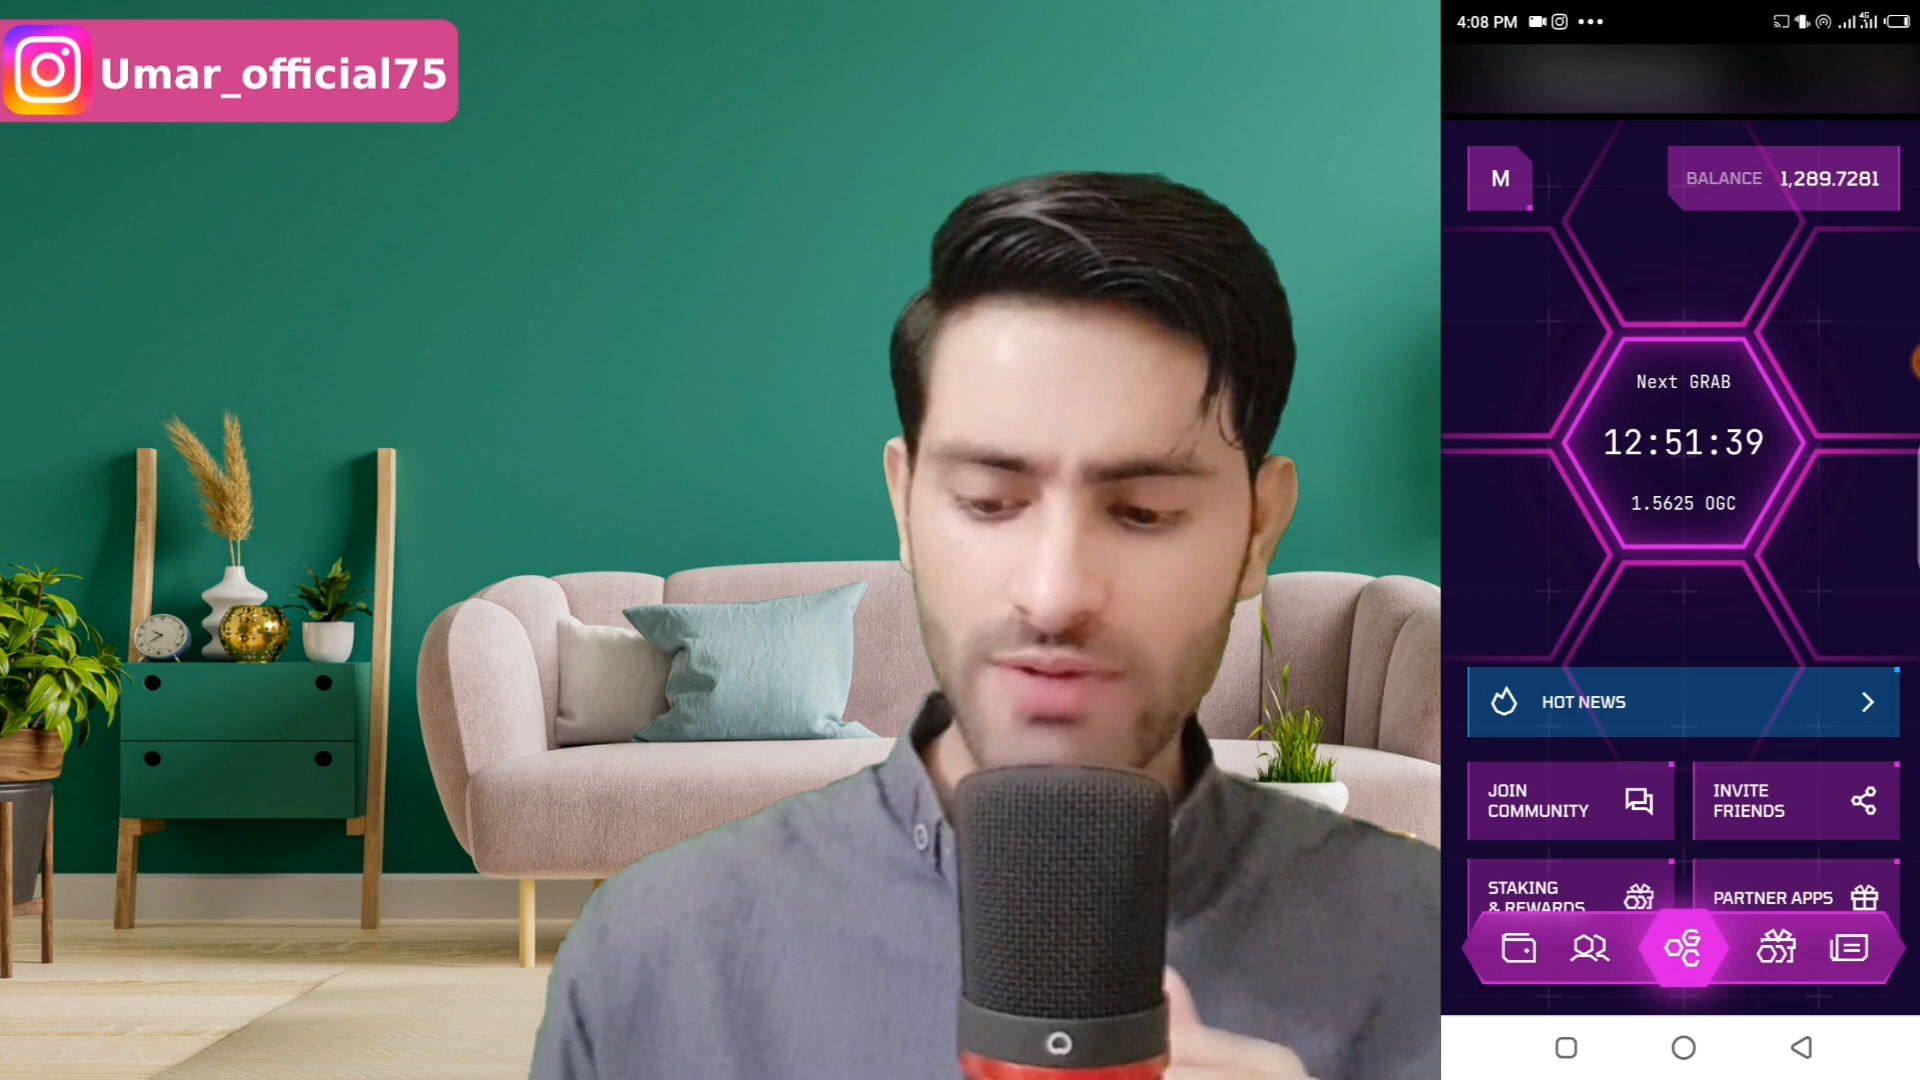 Umar_official75
4:08 PM
4G
M
BALANCE 1,289.7281
Next GRAB
12:51:39
1.5625 OGC
HOT NEWS
JOIN
COMMUNITY
INVITE
FRIENDS
STAKING
& REWARDS
PARTNER APPS